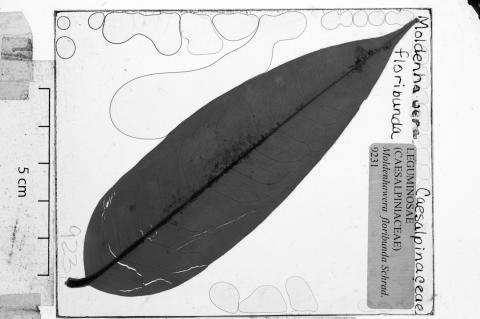 Moldenhawera
floribunda
Caesalpinaceae
LEGUMINOSAE
(CAESALPINIACEAE)
Moldenhawera floribunda Schrad.
9231
5 cm